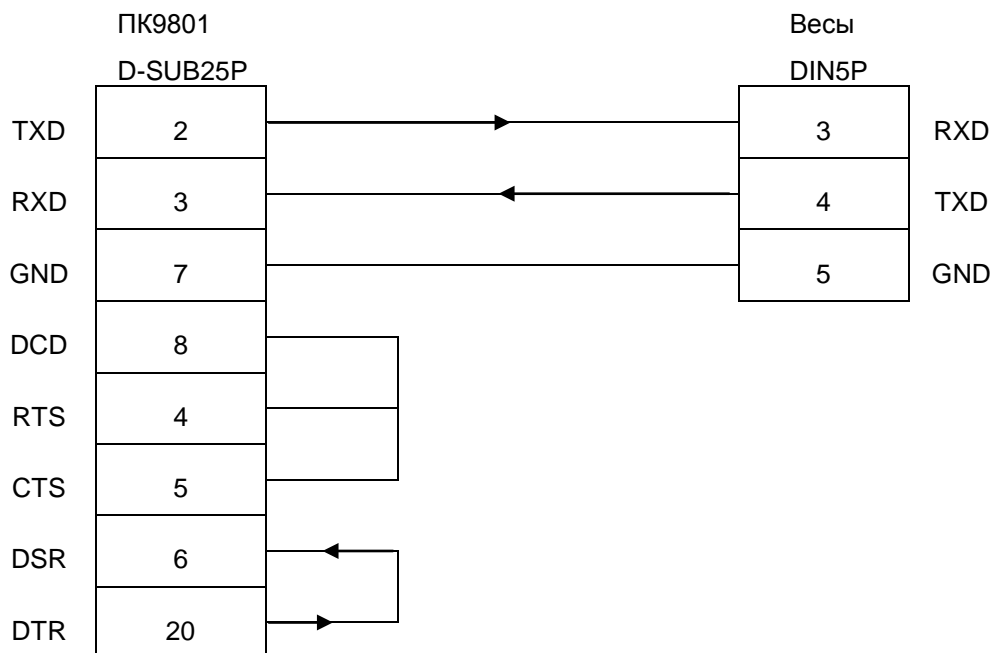 ПК9801 Весы
D-SUB25P DIN5P
TXD 2 3 RXD
RXD 3 4 TXD
GND 7 5 GND
DCD 8
RTS 4
CTS 5
DSR 6
DTR 20